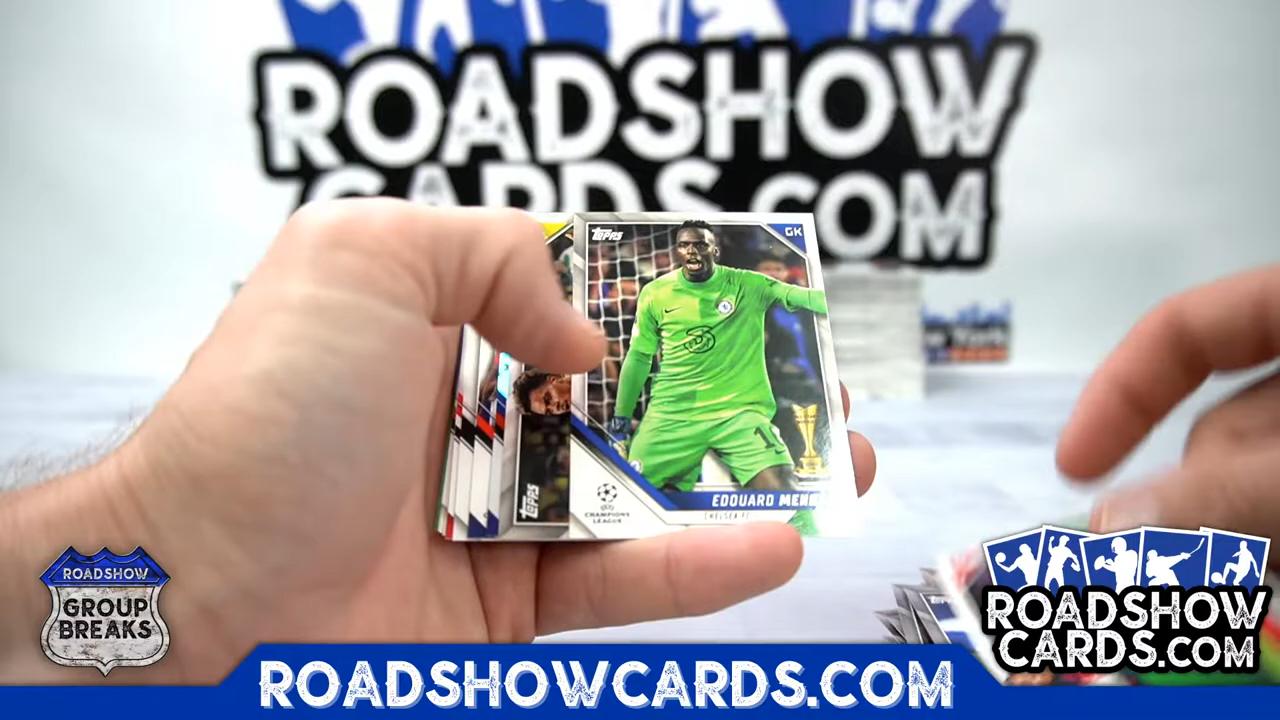 ROADSHOW
CARDS.COM
TOPPS
GK
EDOUARD MEN
CHELSEA FC
CHAMPIONS
LEAGUE
TOPPS
ROADSHOW
GROUP
BREAKS
ROADSHOW
CARDS.COM
ROADSHOWCARDS.COM